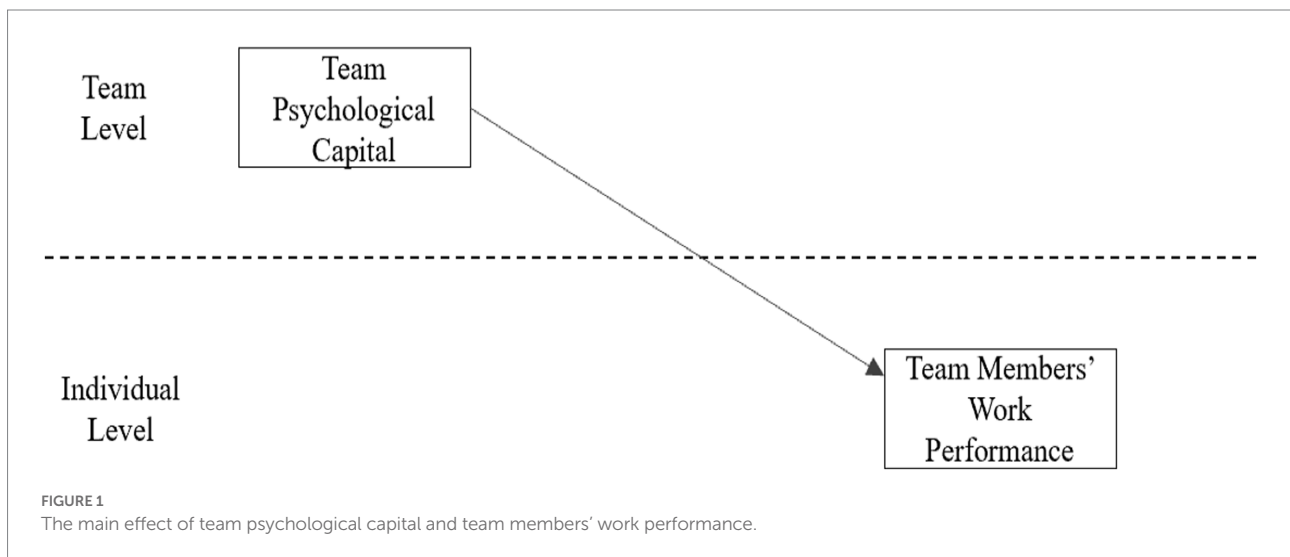 Team
Level
Team
Psychological
Capital
Individual
Level
Team Members’
Work
Performance
FIGURE 1
The main effect of team psychological capital and team members’ work performance.